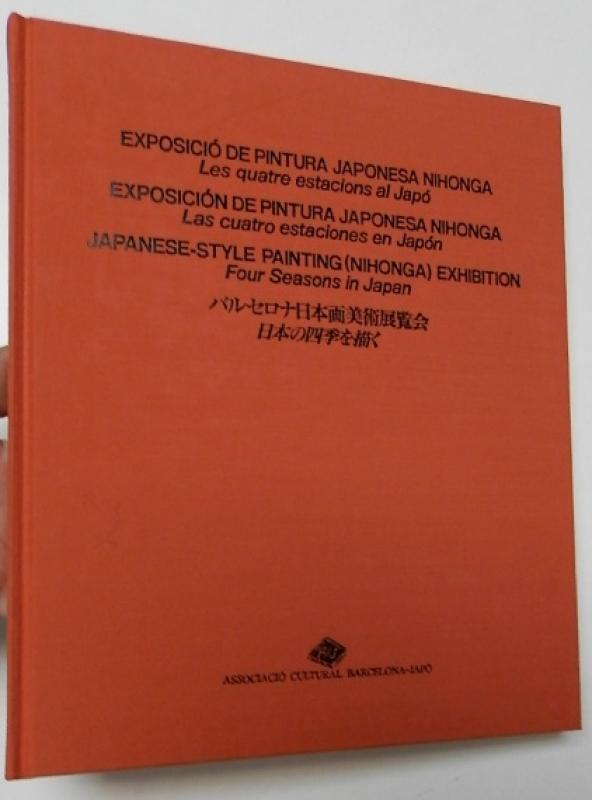 EXPOSICIÓ DE PINTURA JAPONESA NIHONGA
Les quatre estacions al Japó
EXPOSICIÓN DE PINTURA JAPONESA NIHONGA
Las cuatro estaciones en Japón
JAPANESE-STYLE PAINTING (NIHONGA) EXHIBITION
Four Seasons in Japan
バルセロナ日本画美術展覧会
日本の四季を描く
ASSOCIACIÓ CULTURAL BARCELONA-JAPÓ